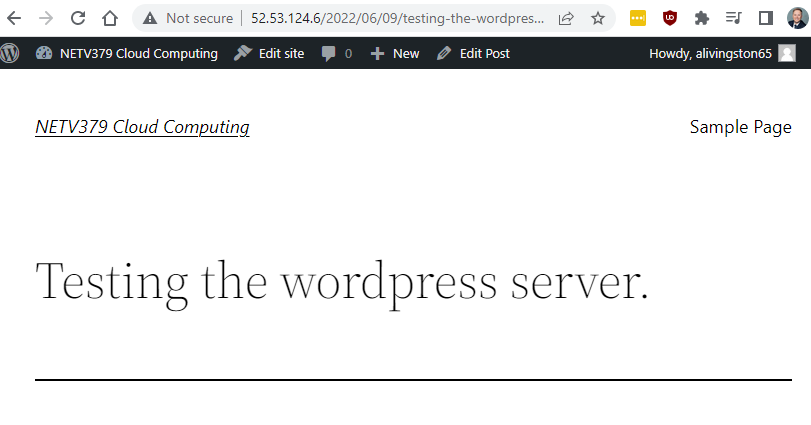 Not secure | 52.53.124.6/2022/06/09/testing-the-wordpres...
NETV379 Cloud Computing Edit site 0 New Edit Post Howdy, alivingston65
NETV379 Cloud Computing Sample Page
Testing the wordpress server.